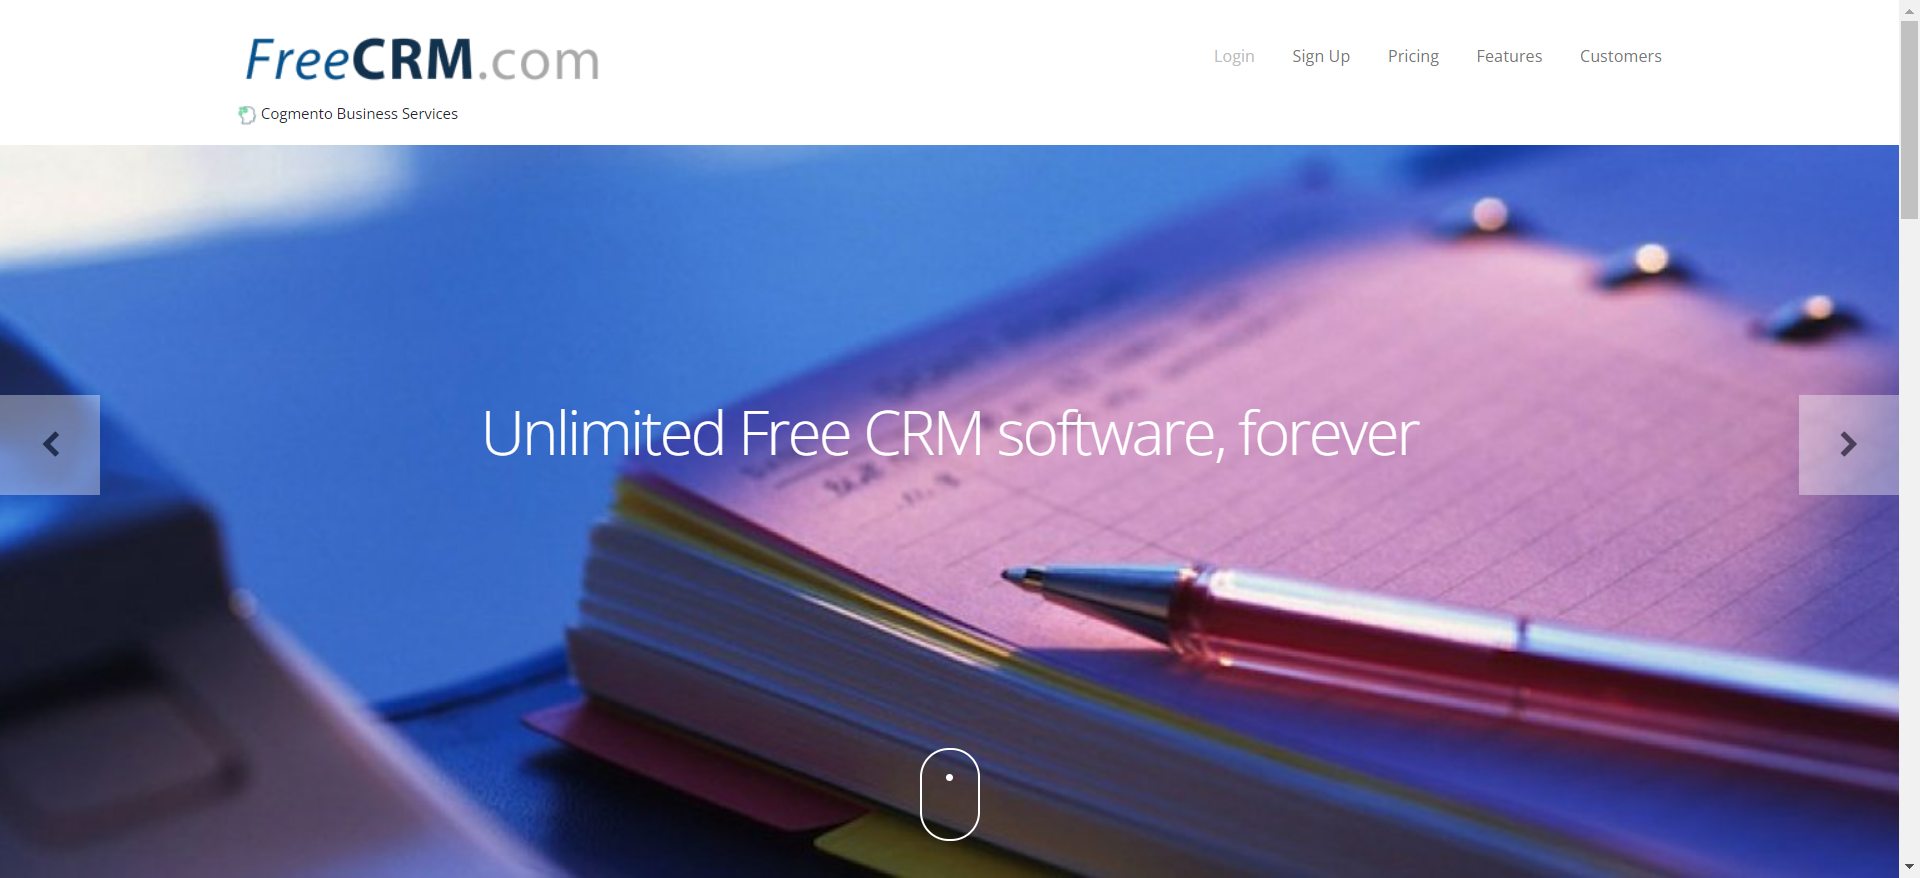 FreeCRM.com
Login Sign Up Pricing Features Customers
Cogmento Business Services
Unlimited Free CRM software, forever